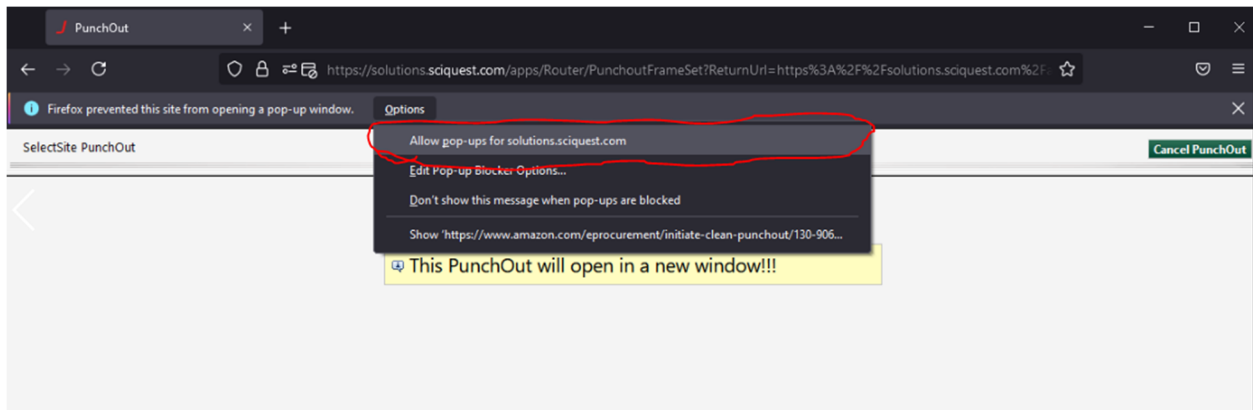 PunchOut
https://solutions.sciquest.com/apps/Router/PunchoutFrameSet?ReturnUrl=https%3A%2F%2Fsolutions.sciquest.com%2F
Firefox prevented this site from opening a pop-up window. Options
Allow pop-ups for solutions.sciquest.com
SelectSite PunchOut
Cancel PunchOut
Edit Pop-up Blocker Options...
Don't show this message when pop-ups are blocked
Show 'https://www.amazon.com/eprocurement/initiate-clean-punchout/130-906...
This PunchOut will open in a new window!!!